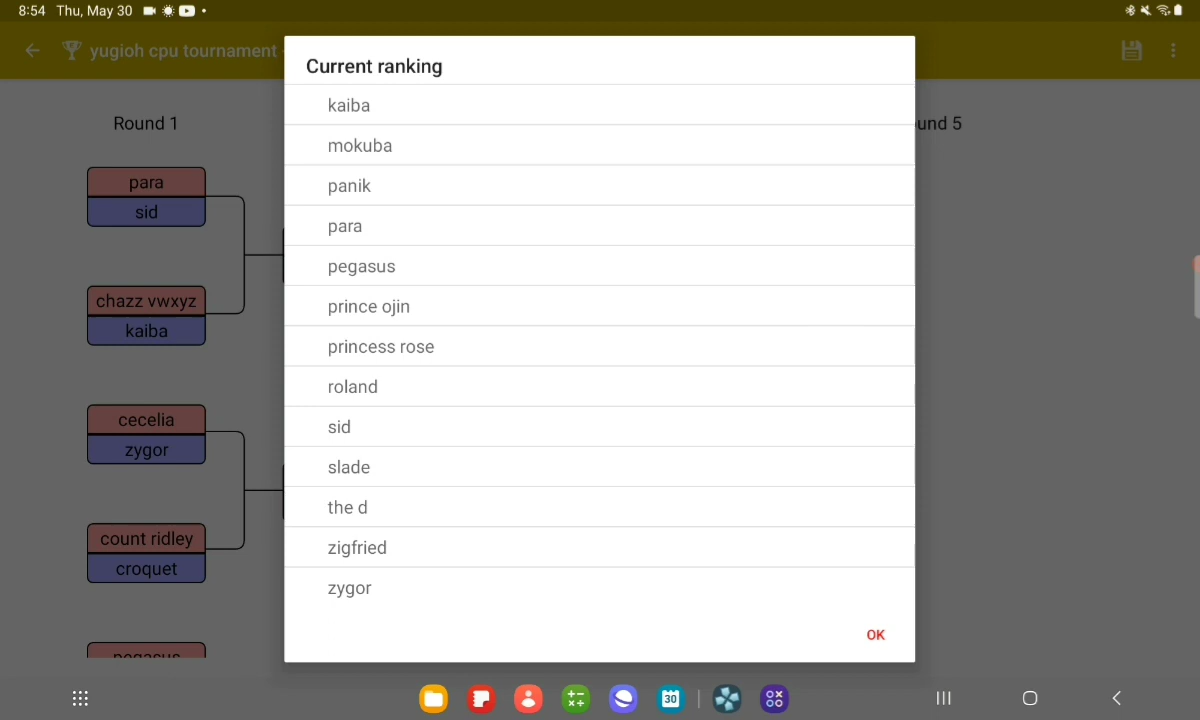 8:54 Thu, May 30
yugioh cpu tournament
Round 1
und 5
para
sid
chazz vwxyz
kaiba
cecelia
zygor
count ridley
croquet
pegasus
Current ranking
kaiba
mokuba
panik
para
pegasus
prince ojin
princess rose
roland
sid
slade
the d
zigfried
zygor
OK
30